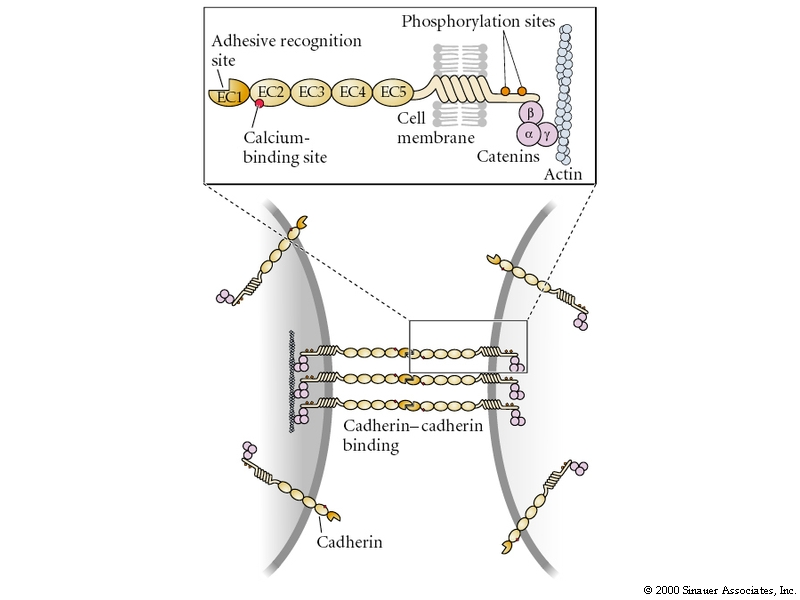 Phosphorylation sites
Adhesive recognition
site
EC1 EC2 EC3 EC4 EC5
Calcium-
binding site
Cell
membrane
β
α γ
Catenins
Actin
Cadherin–cadherin
binding
Cadherin
© 2000 Sinauer Associates, Inc.